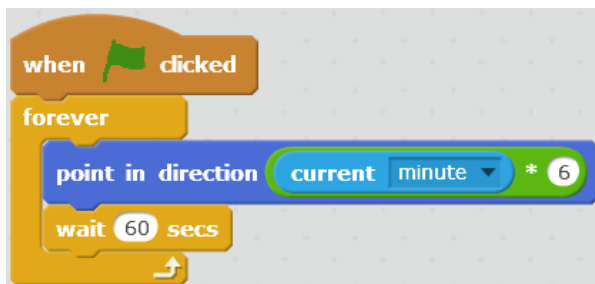 when clicked
forever
point in direction current minute * 6
wait 60 secs